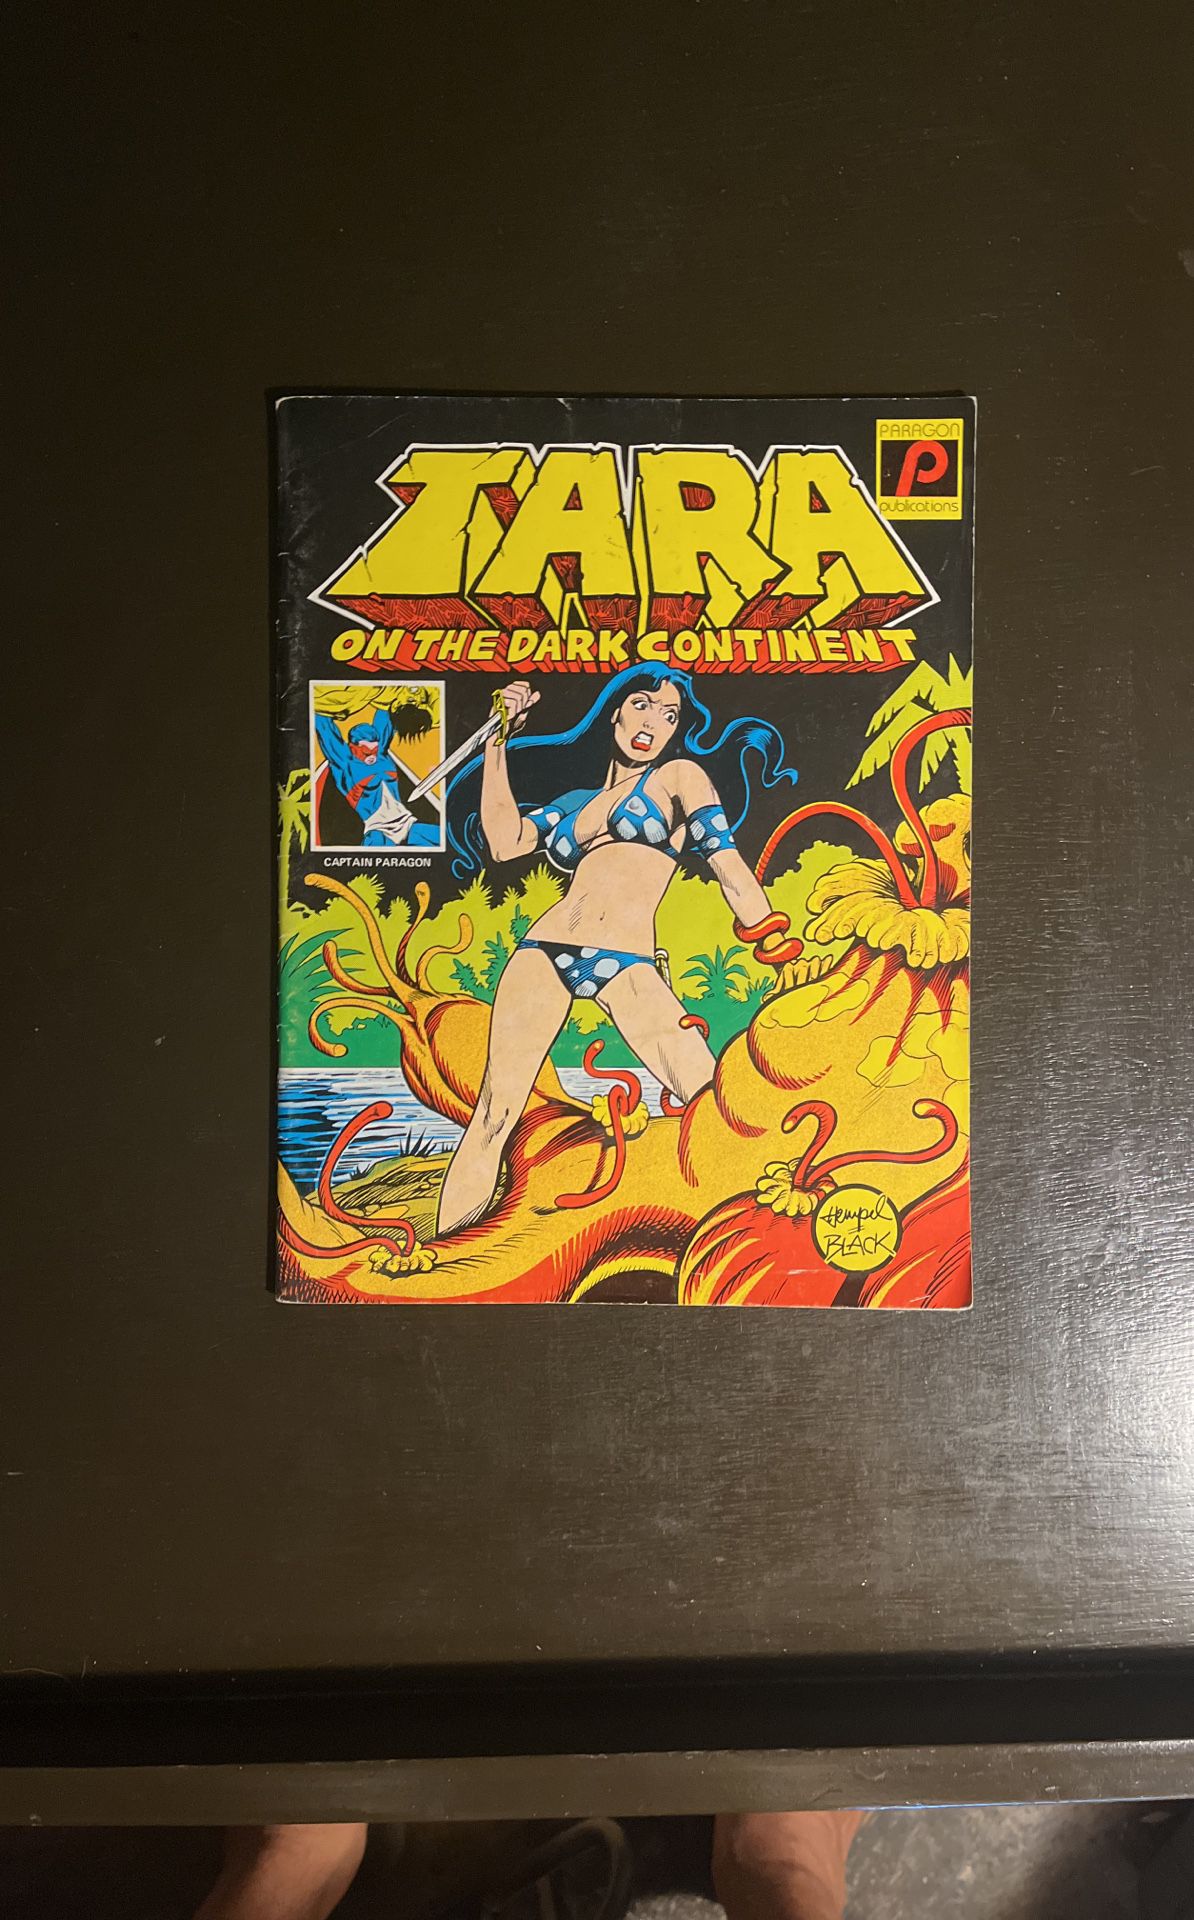 PARAGON
P
publications
TARA
ON THE DARK CONTINENT
CAPTAIN PARAGON
Hempel
BLACK